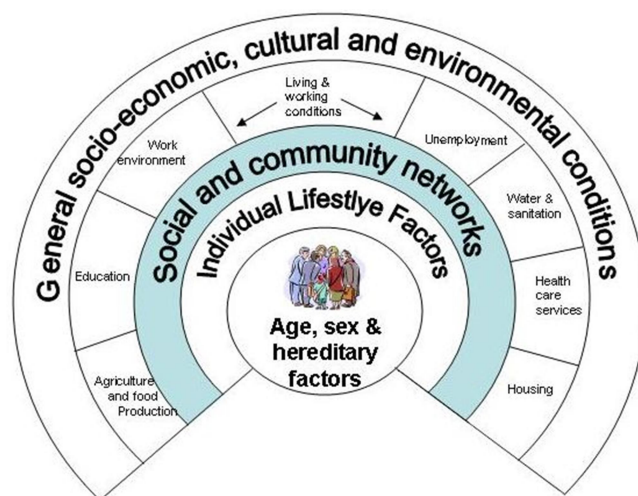 General socio-economic, cultural and environmental conditions
Living &
working
conditions
Work
environment
Unemployment
Education
Water &
sanitation
Agriculture
and food
Production
Health
care
services
Housing
Social and community networks
Individual Lifestlye Factors
Age, sex &
hereditary
factors